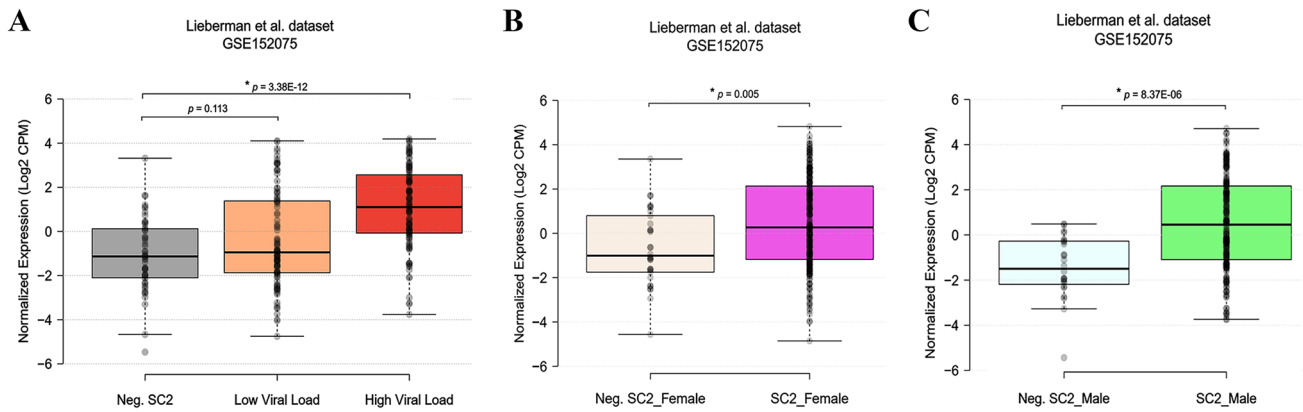 A
Lieberman et al. dataset
GSE152075
* p = 3.38E-12
p = 0.113
Normalized Expression (Log2 CPM)
6
4
2
0
−2
−4
−6
Neg. SC2
Low Viral Load
High Viral Load
B
Lieberman et al. dataset
GSE152075
* p = 0.005
Normalized Expression (Log2 CPM)
6
4
2
0
−2
−4
−6
Neg. SC2_Female
SC2_Female
C
Lieberman et al. dataset
GSE152075
* p = 8.37E-06
Normalized Expression (Log2 CPM)
6
4
2
0
−2
−4
−6
Neg. SC2_Male
SC2_Male